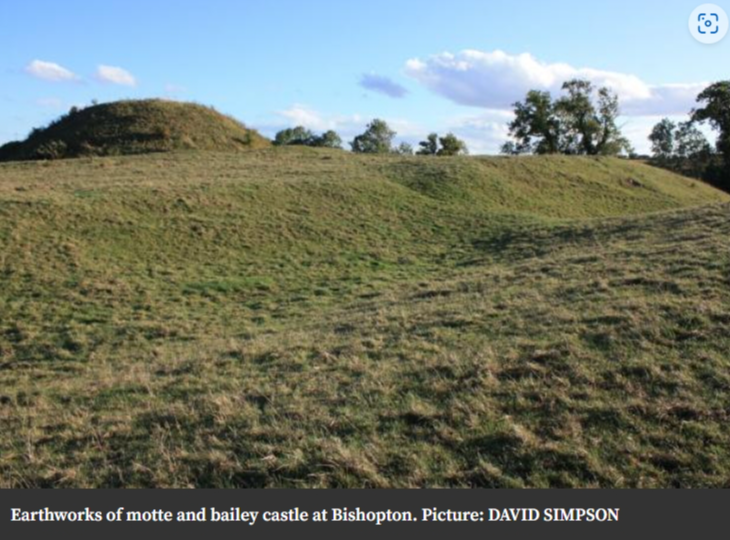 Earthworks of motte and bailey castle at Bishopton. Picture: DAVID SIMPSON